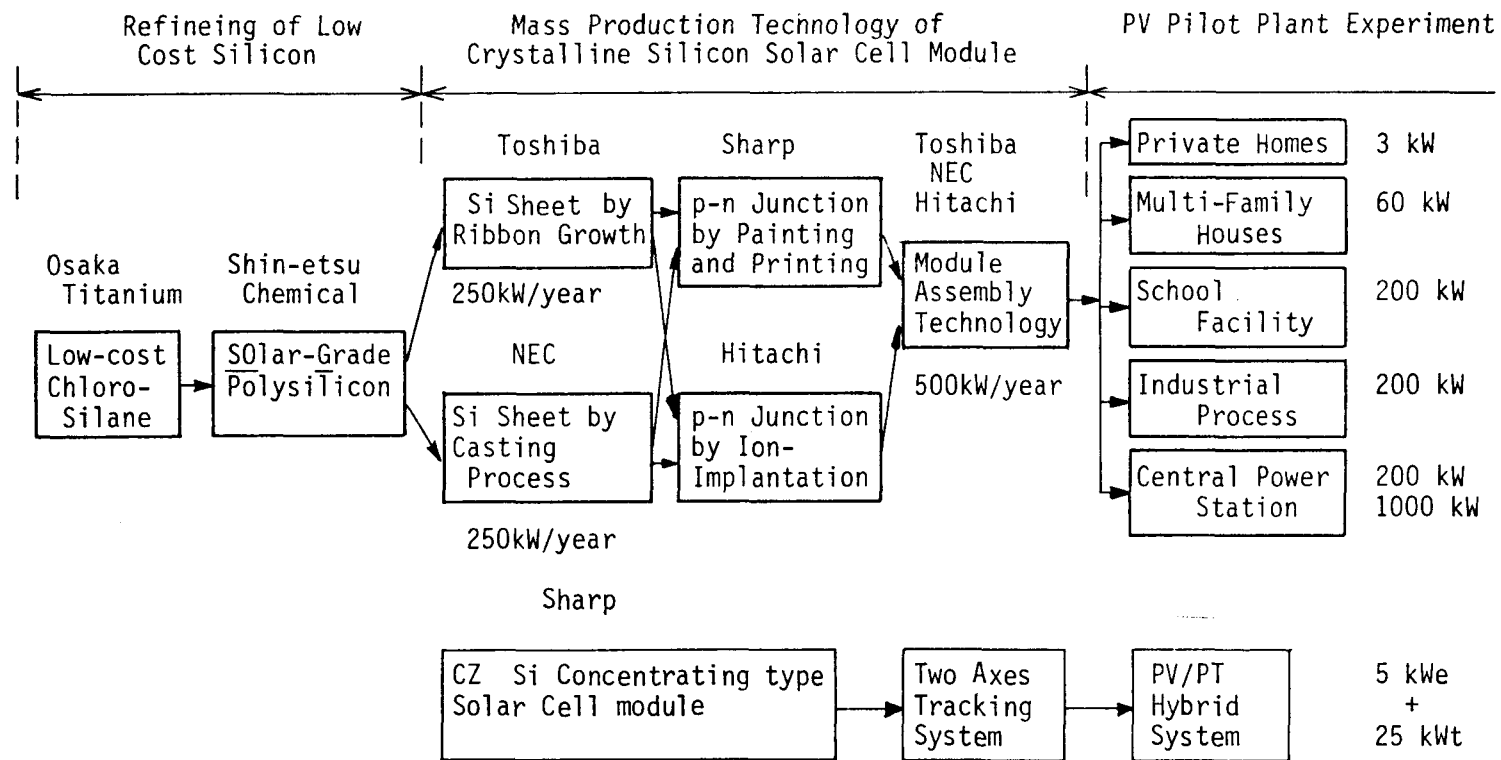 Refineing of Low
Cost Silicon
Mass Production Technology of
Crystalline Silicon Solar Cell Module
PV Pilot Plant Experiment
Osaka
Titanium
Low-cost
Chloro-
Silane
Shin-etsu
Chemical
SOlar-Grade
Polysilicon
Toshiba
Si Sheet by
Ribbon Growth
250kW/year
NEC
Si Sheet by
Casting
Process
250kW/year
Sharp
p-n Junction
by Painting
and Printing
Hitachi
p-n Junction
by Ion-
Implantation
Toshiba
NEC
Hitachi
Module
Assembly
Technology
500kW/year
Private Homes
3 kW
Multi-Family
Houses
60 kW
School
Facility
200 kW
Industrial
Process
200 kW
Central Power
Station
200 kW
1000 kW
Sharp
CZ Si Concentrating type
Solar Cell module
Two Axes
Tracking
System
PV/PT
Hybrid
System
5 kWe
+
25 kWt